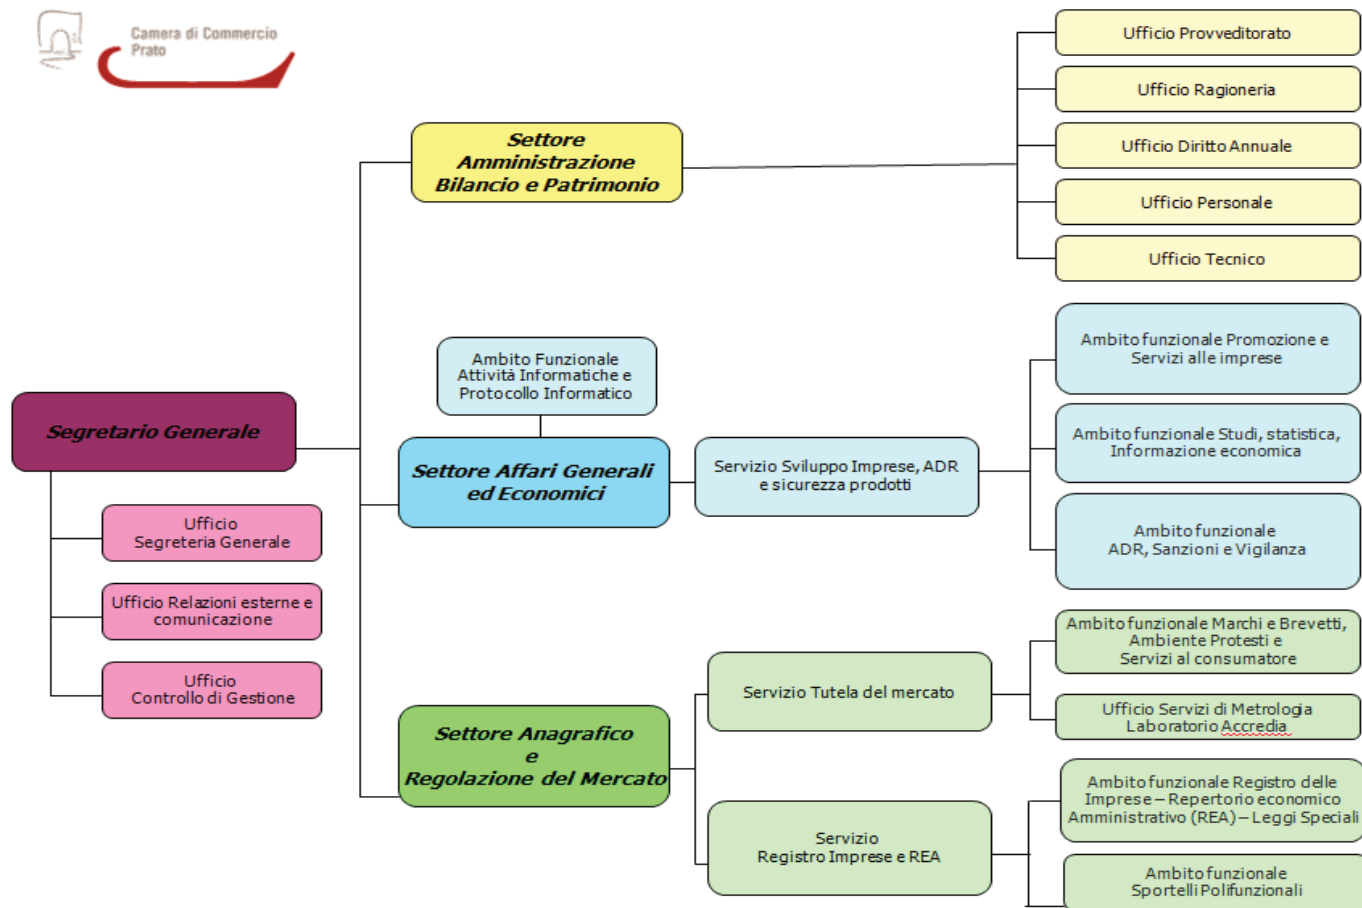 Camera di Commercio
Prato
Ufficio Provveditorato
Ufficio Ragioneria
Settore
Amministrazione
Bilancio e Patrimonio
Ufficio Diritto Annuale
Ufficio Personale
Ufficio Tecnico
Ambito Funzionale
Attività Informatiche e
Protocollo Informatico
Ambito funzionale Promozione e
Servizi alle imprese
Segretario Generale
Settore Affari Generali
ed Economici
Servizio Sviluppo Imprese, ADR
e sicurezza prodotti
Ambito funzionale Studi, statistica,
Informazione economica
Ambito funzionale
ADR, Sanzioni e Vigilanza
Ufficio
Segreteria Generale
Ufficio Relazioni esterne e
comunicazione
Ufficio
Controllo di Gestione
Settore Anagrafico
e
Regolazione del Mercato
Servizio Tutela del mercato
Ambito funzionale Marchi e Brevetti,
Ambiente Protesti e
Servizi al consumatore
Ufficio Servizi di Metrologia
Laboratorio Accredia
Servizio
Registro Imprese e REA
Ambito funzionale Registro delle
Imprese – Repertorio economico
Amministrativo (REA) – Leggi Speciali
Ambito funzionale
Sportelli Polifunzionali